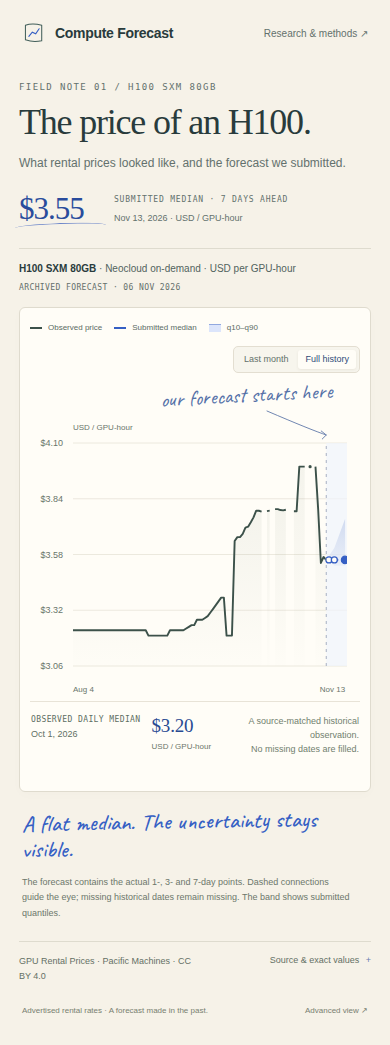 Compute Forecast
Research & methods ↗
FIELD NOTE 01 / H100 SXM 80GB
The price of an H100.
What rental prices looked like, and the forecast we submitted.
$3.55
SUBMITTED MEDIAN · 7 DAYS AHEAD
Nov 13, 2026 · USD / GPU-hour
H100 SXM 80GB · Neocloud on-demand · USD per GPU-hour
ARCHIVED FORECAST · 06 NOV 2026
Observed price
Submitted median
q10–q90
Last month
Full history
our forecast starts here
USD / GPU-hour
$4.10
$3.84
$3.58
$3.32
$3.06
Aug 4
Nov 13
OBSERVED DAILY MEDIAN
Oct 1, 2026
$3.20
USD / GPU-hour
A source-matched historical
observation.
No missing dates are filled.
A flat median. The uncertainty stays
visible.
The forecast contains the actual 1-, 3- and 7-day points. Dashed connections
guide the eye; missing historical dates remain missing. The band shows submitted
quantiles.
GPU Rental Prices · Pacific Machines · CC
BY 4.0
Source & exact values +
Advertised rental rates · A forecast made in the past.
Advanced view ↗